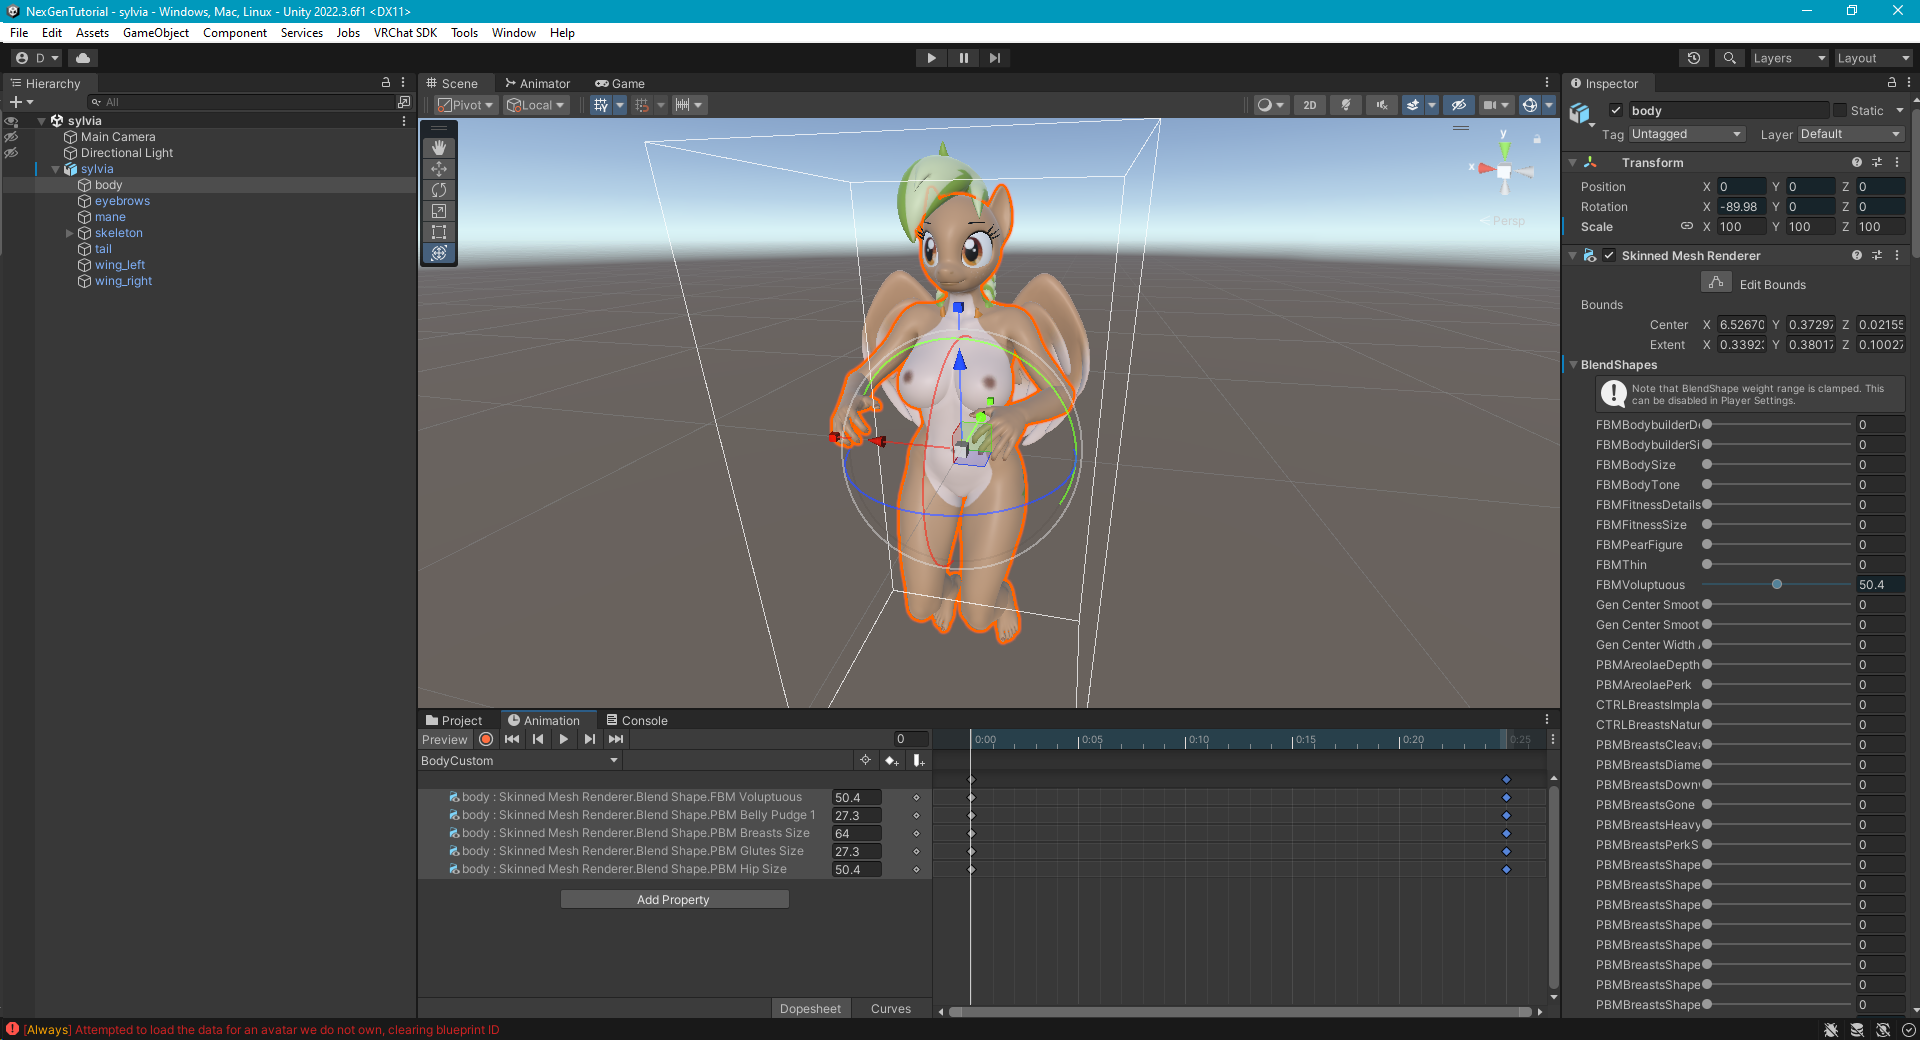 NexGenTutorial - sylvia - Windows, Mac, Linux - Unity 2022.3.6f1 <DX11>
File Edit Assets GameObject Component Services Jobs VRChat SDK Tools Window Help
D
Layers
Layout
Hierarchy
All
sylvia
Main Camera
Directional Light
sylvia
body
eyebrows
mane
skeleton
tail
wing_left
wing_right
Scene
Animator
Game
Pivot
Local
2D
y
x
Persp
Project
Animation
Console
Preview
0
0:00
0:05
0:10
0:15
0:20
0:25
BodyCustom
body : Skinned Mesh Renderer.Blend Shape.FBM Voluptuous 50.4
body : Skinned Mesh Renderer.Blend Shape.PBM Belly Pudge 1 27.3
body : Skinned Mesh Renderer.Blend Shape.PBM Breasts Size 64
body : Skinned Mesh Renderer.Blend Shape.PBM Glutes Size 27.3
body : Skinned Mesh Renderer.Blend Shape.PBM Hip Size 50.4
Add Property
Dopesheet
Curves
Inspector
body
Static
Tag Untagged
Layer Default
Transform
Position X 0 Y 0 Z 0
Rotation X -89.98 Y 0 Z 0
Scale X 100 Y 100 Z 100
Skinned Mesh Renderer
Edit Bounds
Bounds
Center X 6.52670 Y 0.37297 Z 0.02155
Extent X 0.33923 Y 0.38017 Z 0.10027
BlendShapes
Note that BlendShape weight range is clamped. This
can be disabled in Player Settings.
FBMBodybuilderD 0
FBMBodybuilderSi 0
FBMBodySize 0
FBMBodyTone 0
FBMFitnessDetails 0
FBMFitnessSize 0
FBMPearFigure 0
FBMThin 0
FBMVoluptuous 50.4
Gen Center Smoot 0
Gen Center Smoot 0
Gen Center Width 0
PBMAreolaeDepth 0
PBMAreolaePerk 0
CTRLBreastsImpla 0
CTRLBreastsNatur 0
PBMBreastsCleava 0
PBMBreastsDiame 0
PBMBreastsDown 0
PBMBreastsGone 0
PBMBreastsHeavy 0
PBMBreastsPerkS 0
PBMBreastsShape 0
PBMBreastsShape 0
PBMBreastsShape 0
PBMBreastsShape 0
PBMBreastsShape 0
PBMBreastsShape 0
PBMBreastsShape 0
PBMBreastsShape 0
[Always] Attempted to load the data for an avatar we do not own, clearing blueprint ID